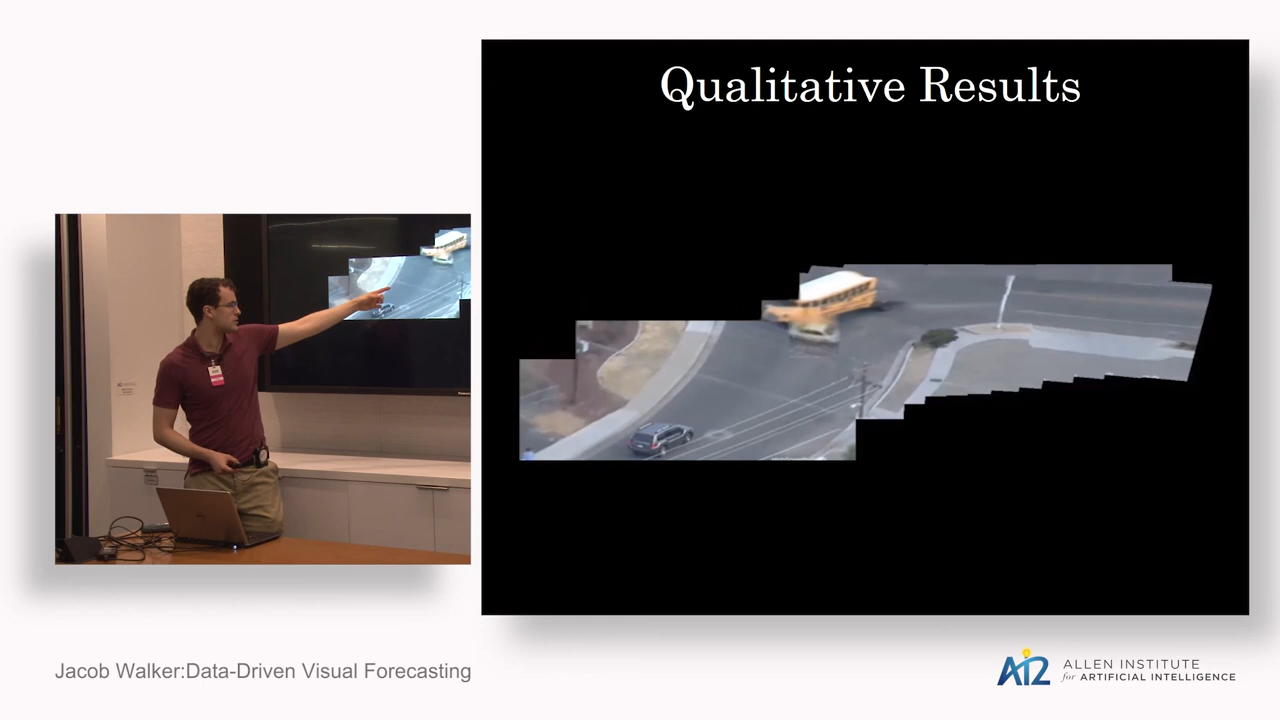 Qualitative Results
Jacob Walker:Data-Driven Visual Forecasting
AI2 ALLEN INSTITUTE
for ARTIFICIAL INTELLIGENCE